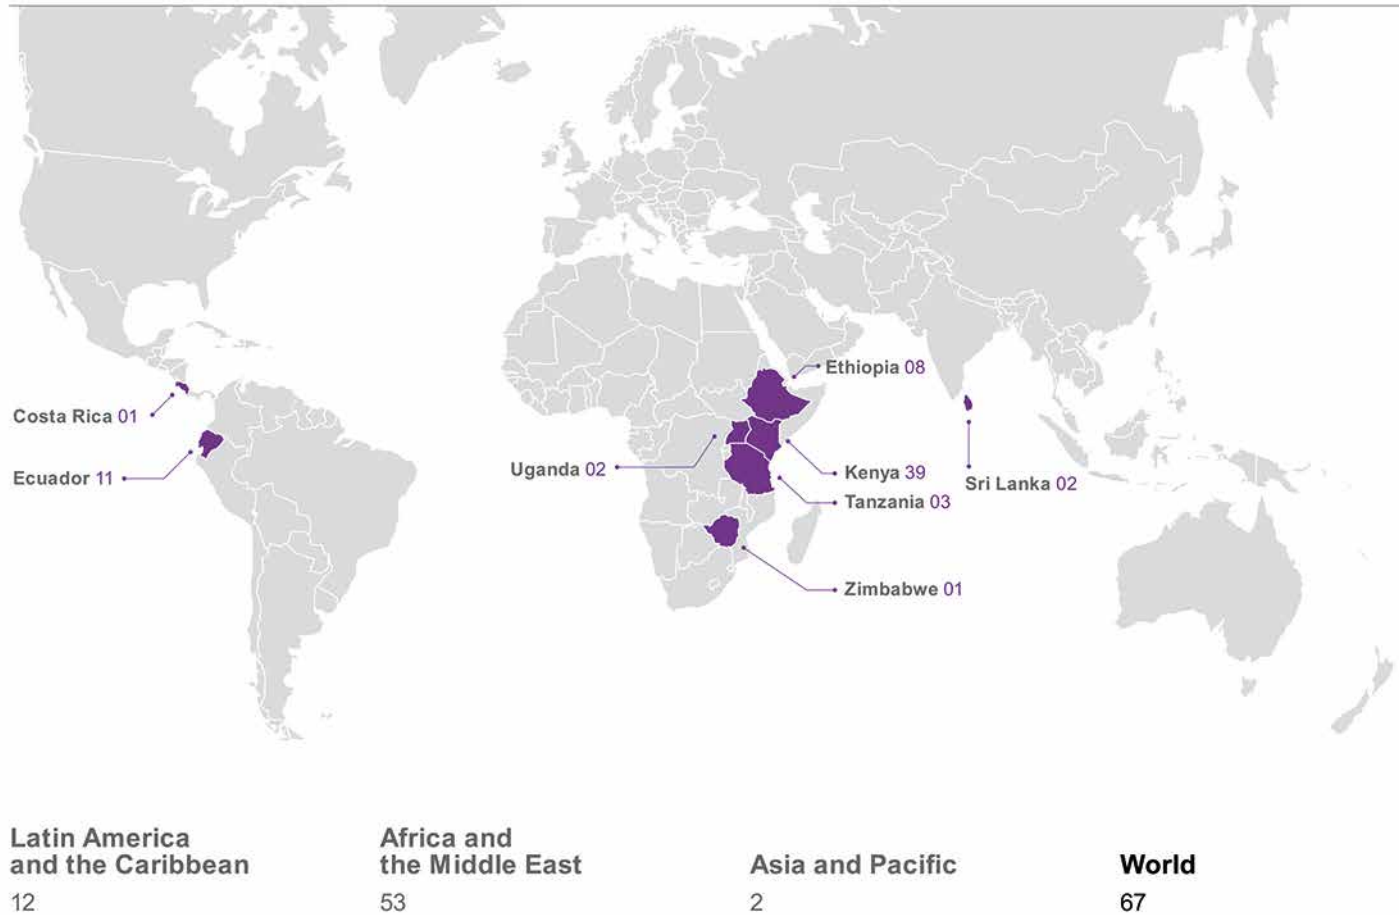 Ethiopia 08
Costa Rica 01
Uganda 02
Kenya 39
Ecuador 11
Sri Lanka 02
Tanzania 03
Zimbabwe 01
Latin America
and the Caribbean
12
Africa and
the Middle East
53
Asia and Pacific
2
World
67